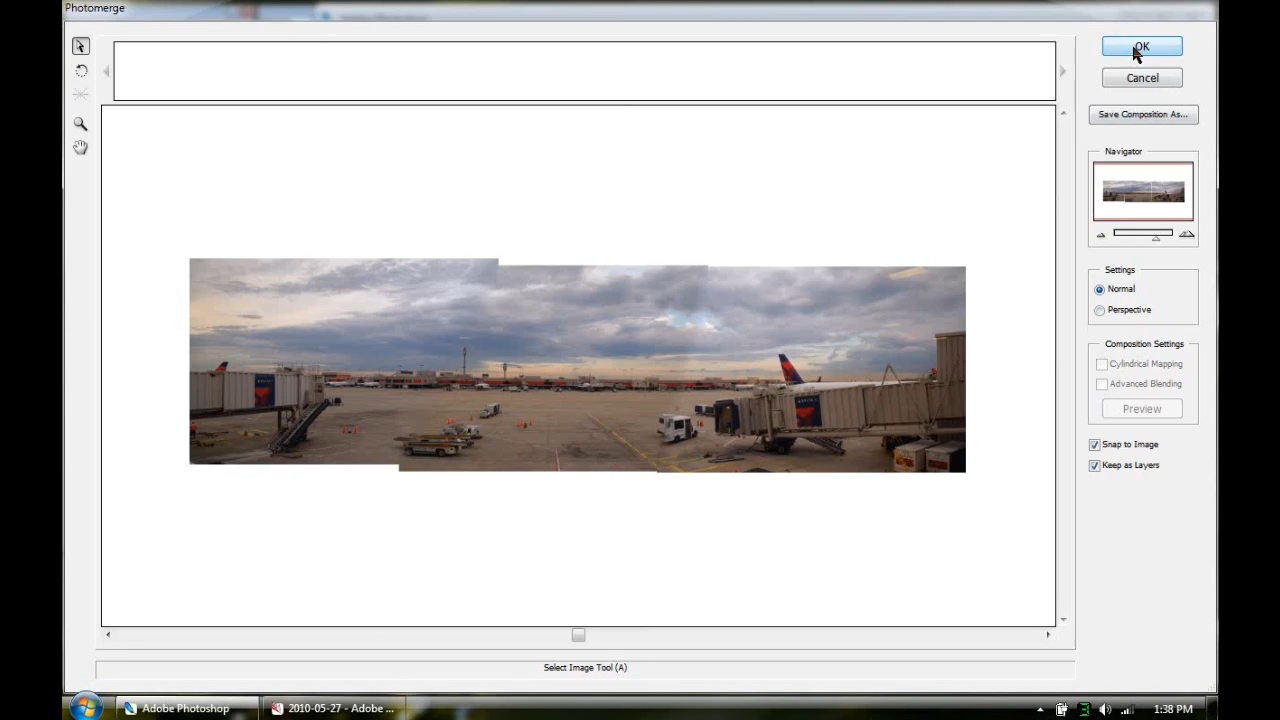 Photomerge
OK
Cancel
Save Composition As...
Navigator
Settings
Normal
Perspective
Composition Settings
Cylindrical Mapping
Advanced Blending
Preview
Snap to Image
Keep as Layers
Select Image Tool (A)
Adobe Photoshop
2010-05-27 - Adobe ...
1:38 PM